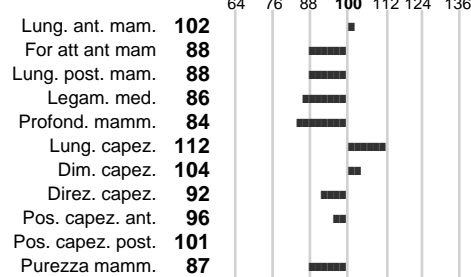 64 76 88 100 112 124 136
Lung. ant. mam. 102
For att ant mam 88
Lung. post. mam. 88
Legam. med. 86
Profond. mamm. 84
Lung. capez. 112
Dim. capez. 104
Direz. capez. 92
Pos. capez. ant. 96
Pos. capez. post. 101
Purezza mamm. 87